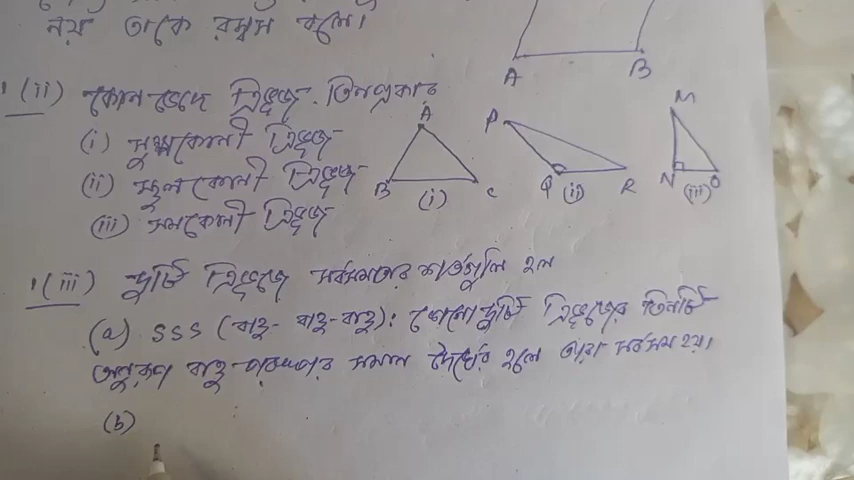 নয় তাকে রম্বস বলে।
A B
1 (ii) কোনভেদে ত্রিভুজ তিনপ্রকার
(i) সূক্ষ্মকোনী ত্রিভুজ
(ii) স্থুলকোনী ত্রিভুজ
(iii) সমকোনী ত্রিভুজ
A B C (i)
P Q R (ii)
M N O (iii)
1 (iii) দুটি ত্রিভুজে সর্বসমতার শর্তগুলি হল
(a) SSS (বাহু-বাহু-বাহু): কোনো দুটি ত্রিভুজের তিনটি
অনুরূপ বাহু পরস্পর সমান দৈর্ঘ্যের হলে তারা সর্বসম হয়।
(b)